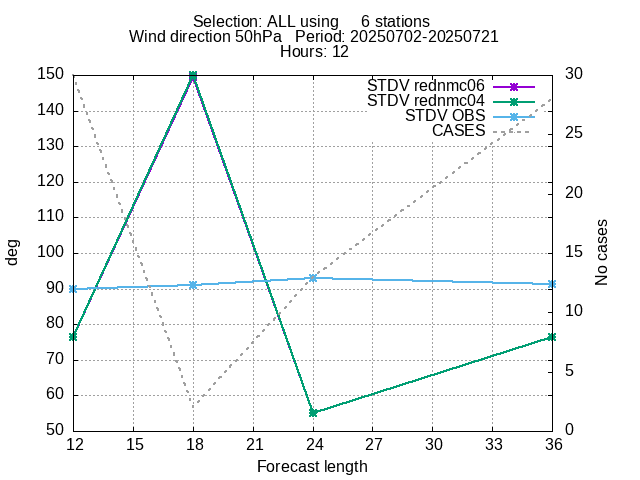 Selection: ALL using 6 stations
Wind direction 50hPa Period: 20250702-20250721
Hours: 12
150
140
130
120
110
100
90
80
70
60
50
deg
30
25
20
15
10
5
0
No cases
STDV rednmc06
STDV rednmc04
STDV OBS
CASES
12 15 18 21 24 27 30 33 36
Forecast length